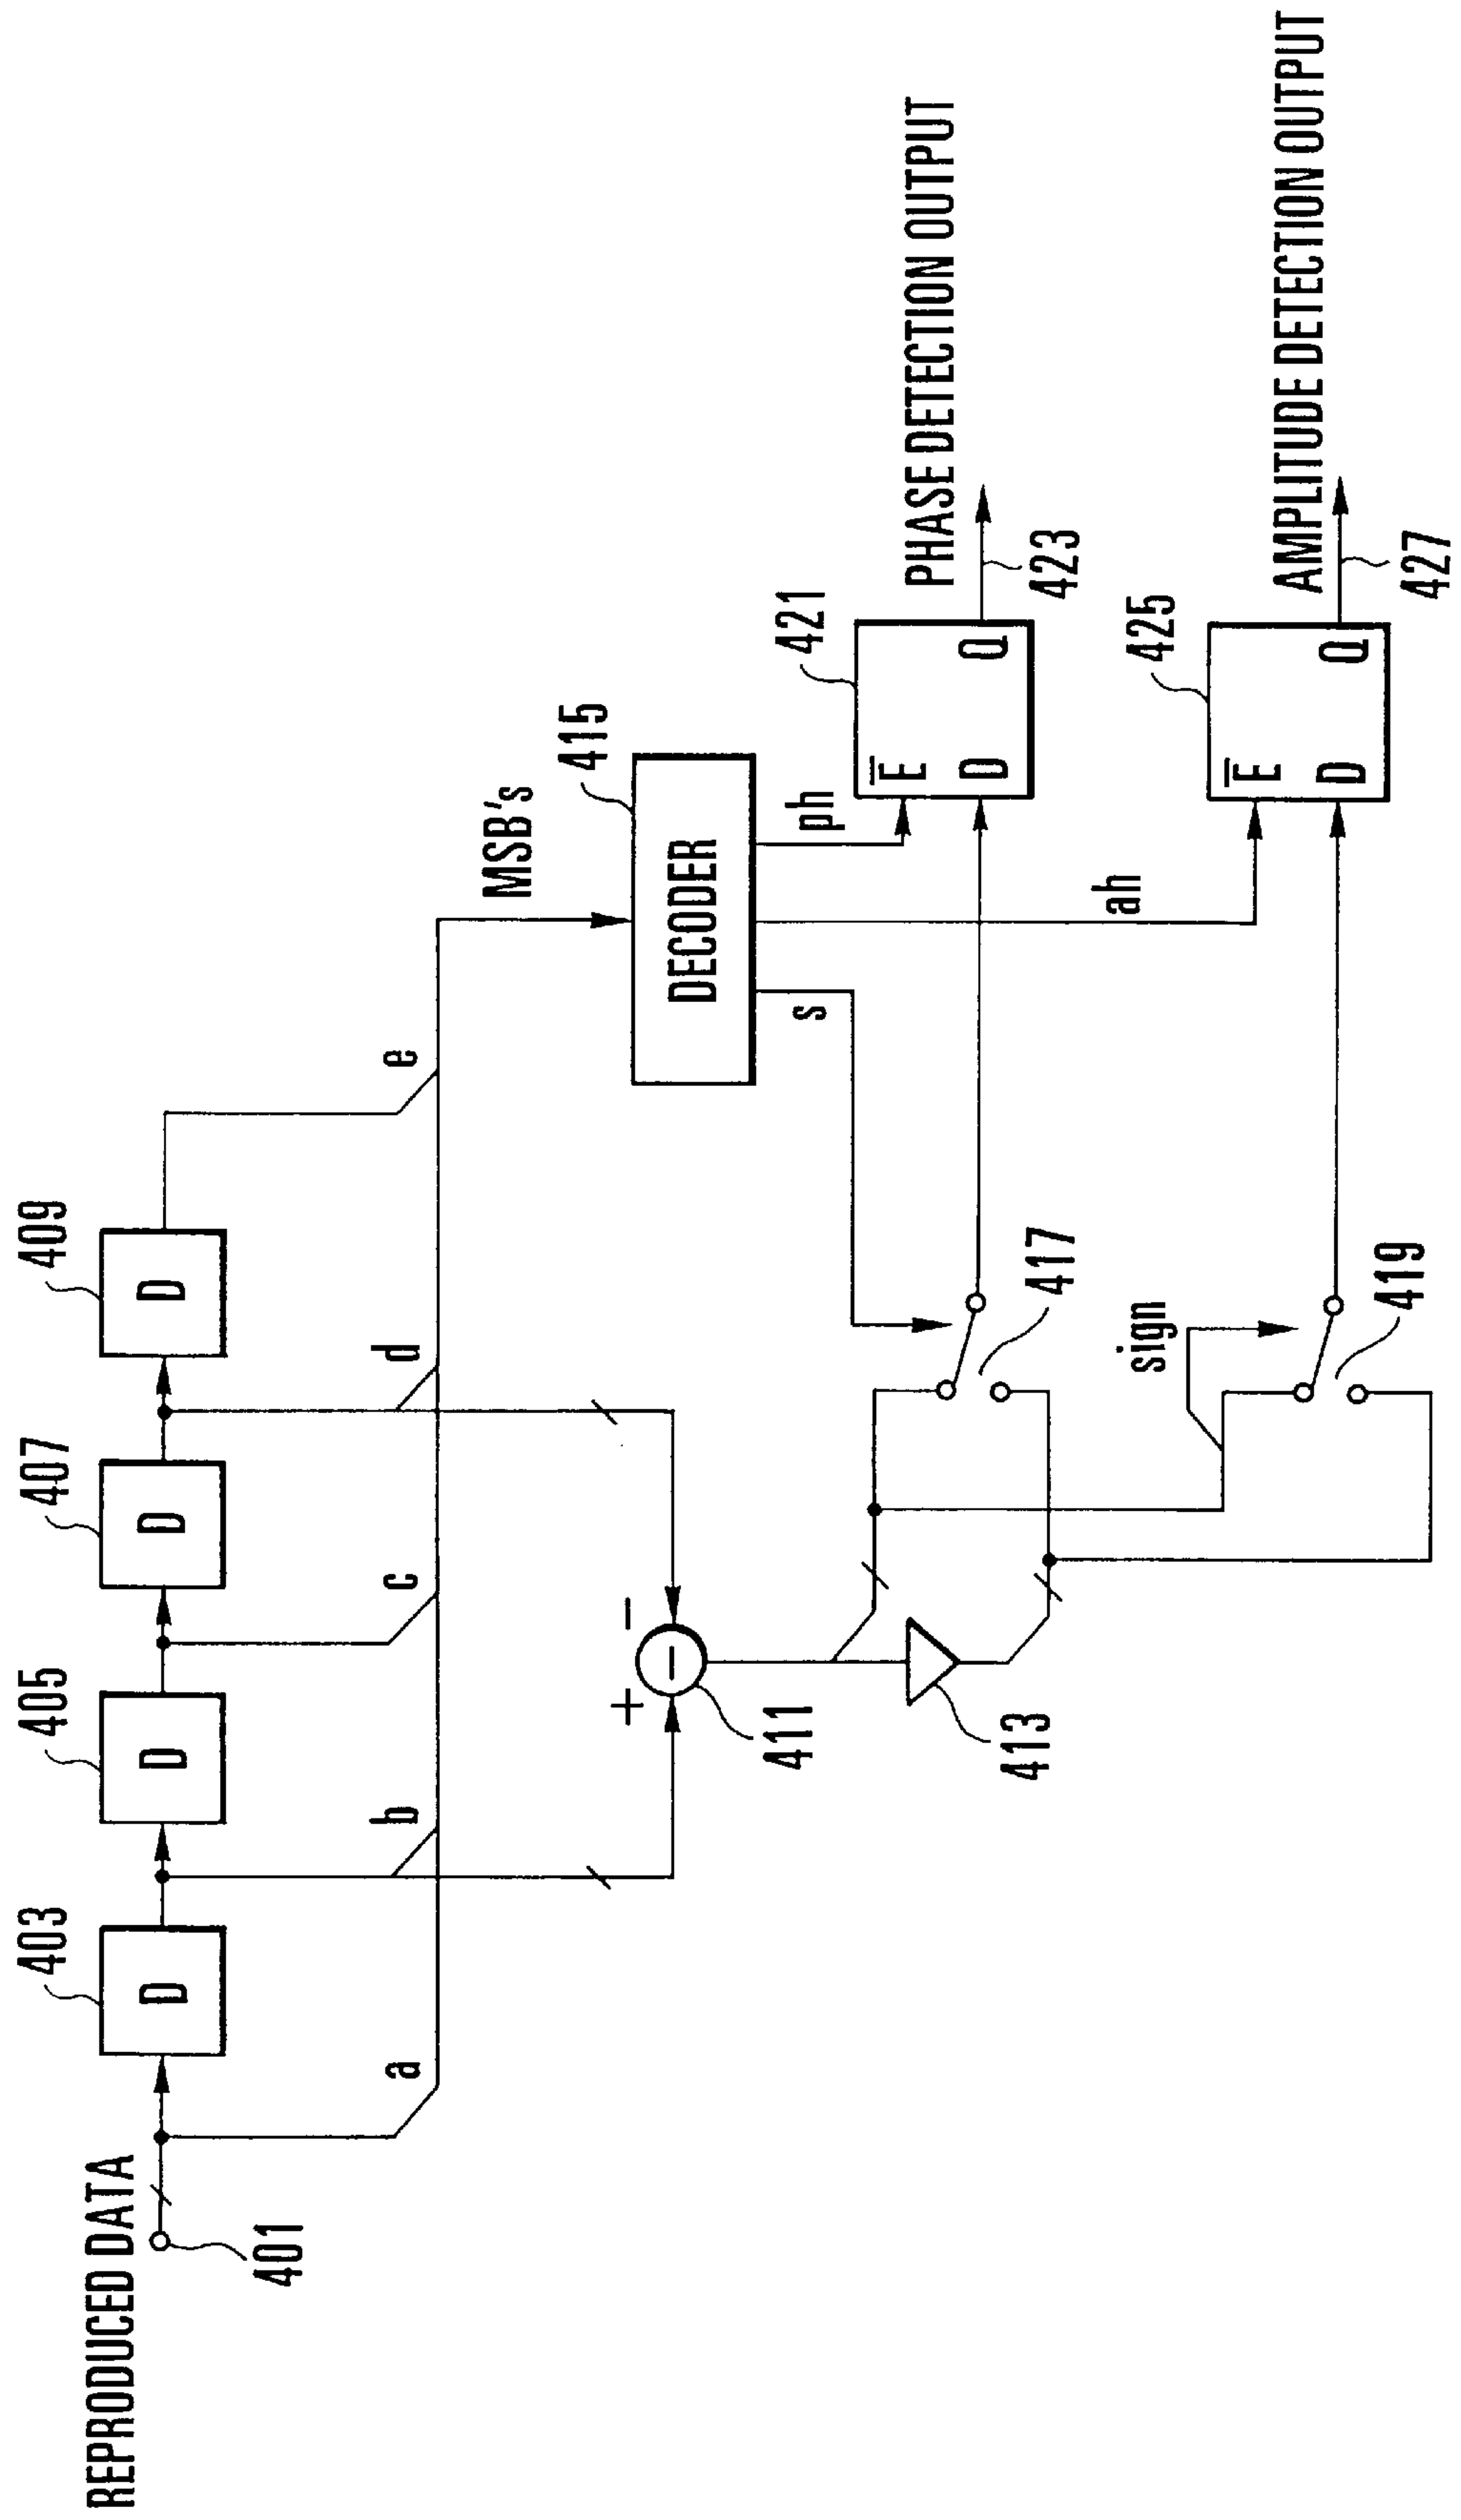 REPRODUCED DATA
401
403
D
405
D
407
D
409
D
a
b
c
d
e
MSB's
415
DECODER
s
ph
ah
+
−
−
411
413
417
sign
419
421
E
D
Q
PHASE DETECTION OUTPUT
423
425
E
D
Q
AMPLITUDE DETECTION OUTPUT
427